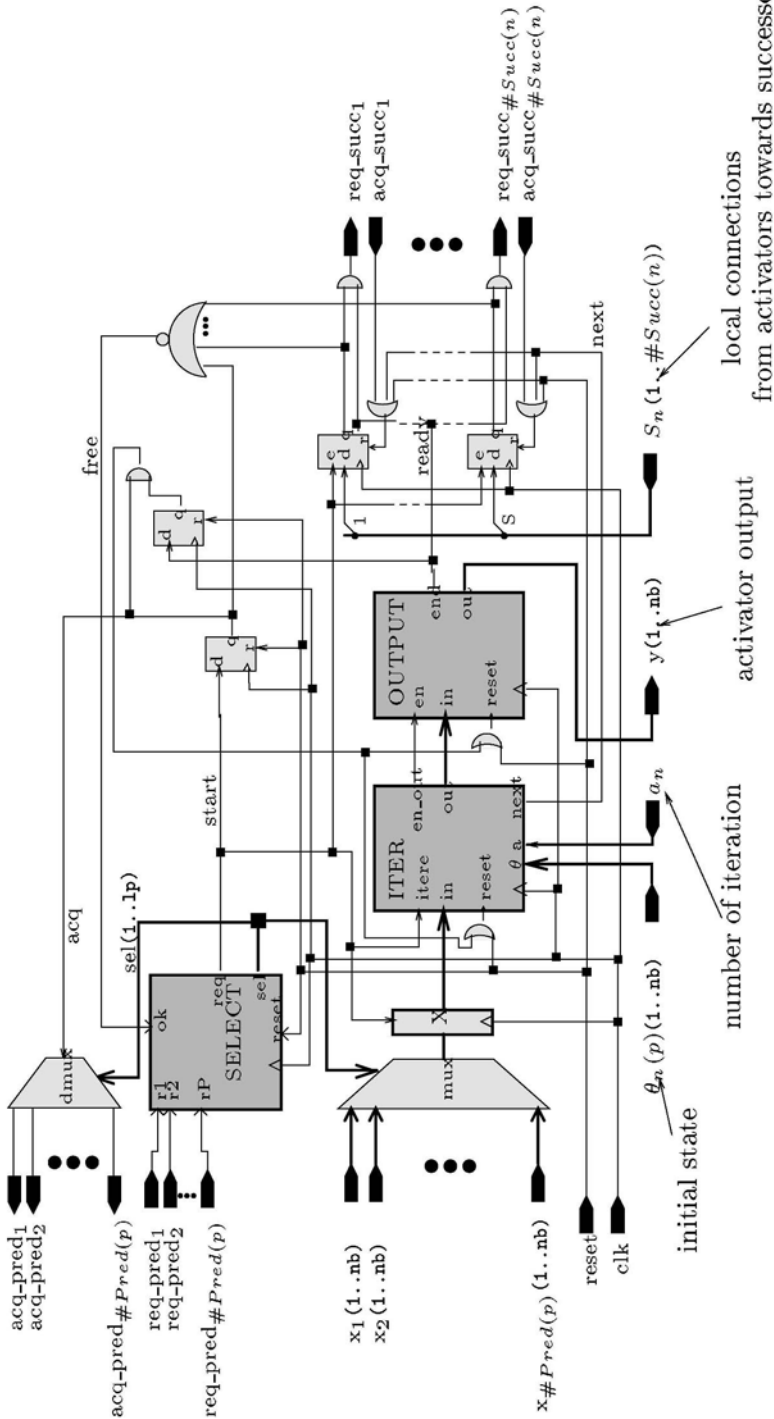 acq-pred1
acq-pred2
acq-pred#Pred(p)
req-pred1
req-pred2
req-pred#Pred(p)
x1(1..nb)
x2(1..nb)
x#Pred(p)(1..nb)
reset
clk
dmux
acq
sel(1..lp)
r1
r2
rP
ok
SELECT
req
sel
reset
mux
X
start
free
d
q
r
d
q
r
ITER
itere
in
reset
en_out
out
next
θ
a
OUTPUT
en
in
reset
end
out
ready
e
d
q
r
e
d
q
r
1
S
next
req-succ1
acq-succ1
req-succ#Succ(n)
acq-succ#Succ(n)
θn(p)(1..nb)
initial state
an
number of iteration
y(1..nb)
activator output
Sn(1..#Succ(n))
local connections
from activators towards successo